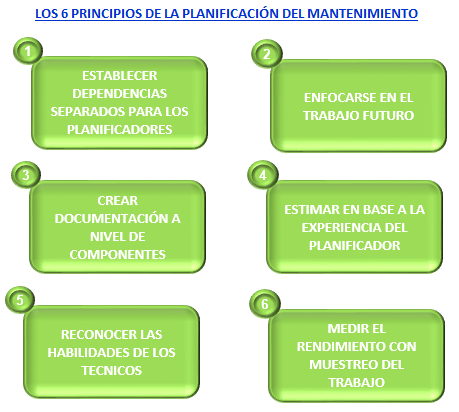 LOS 6 PRINCIPIOS DE LA PLANIFICACIÓN DEL MANTENIMIENTO
1
ESTABLECER
DEPENDENCIAS
SEPARADOS PARA LOS
PLANIFICADORES
2
ENFOCARSE EN EL
TRABAJO FUTURO
3
CREAR
DOCUMENTACIÓN A
NIVEL DE
COMPONENTES
4
ESTIMAR EN BASE A LA
EXPERIENCIA DEL
PLANIFICADOR
5
RECONOCER LAS
HABILIDADES DE LOS
TECNICOS
6
MEDIR EL
RENDIMIENTO CON
MUESTREO DEL
TRABAJO